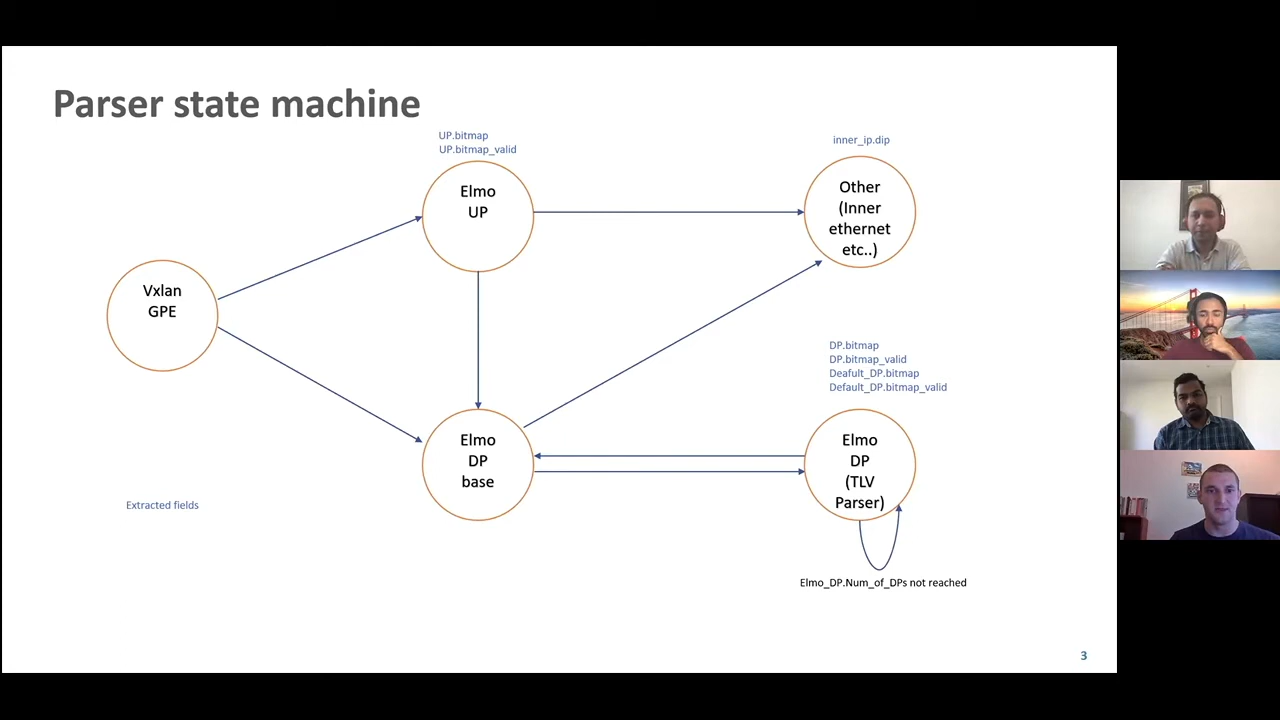 Parser state machine
UP.bitmap
UP.bitmap_valid
inner_ip.dip
Elmo
UP
Other
(Inner
ethernet
etc..)
Vxlan
GPE
DP.bitmap
DP.bitmap_valid
Deafult_DP.bitmap
Default_DP.bitmap_valid
Elmo
DP
base
Elmo
DP
(TLV
Parser)
Extracted fields
Elmo_DP.Num_of_DPs not reached
3